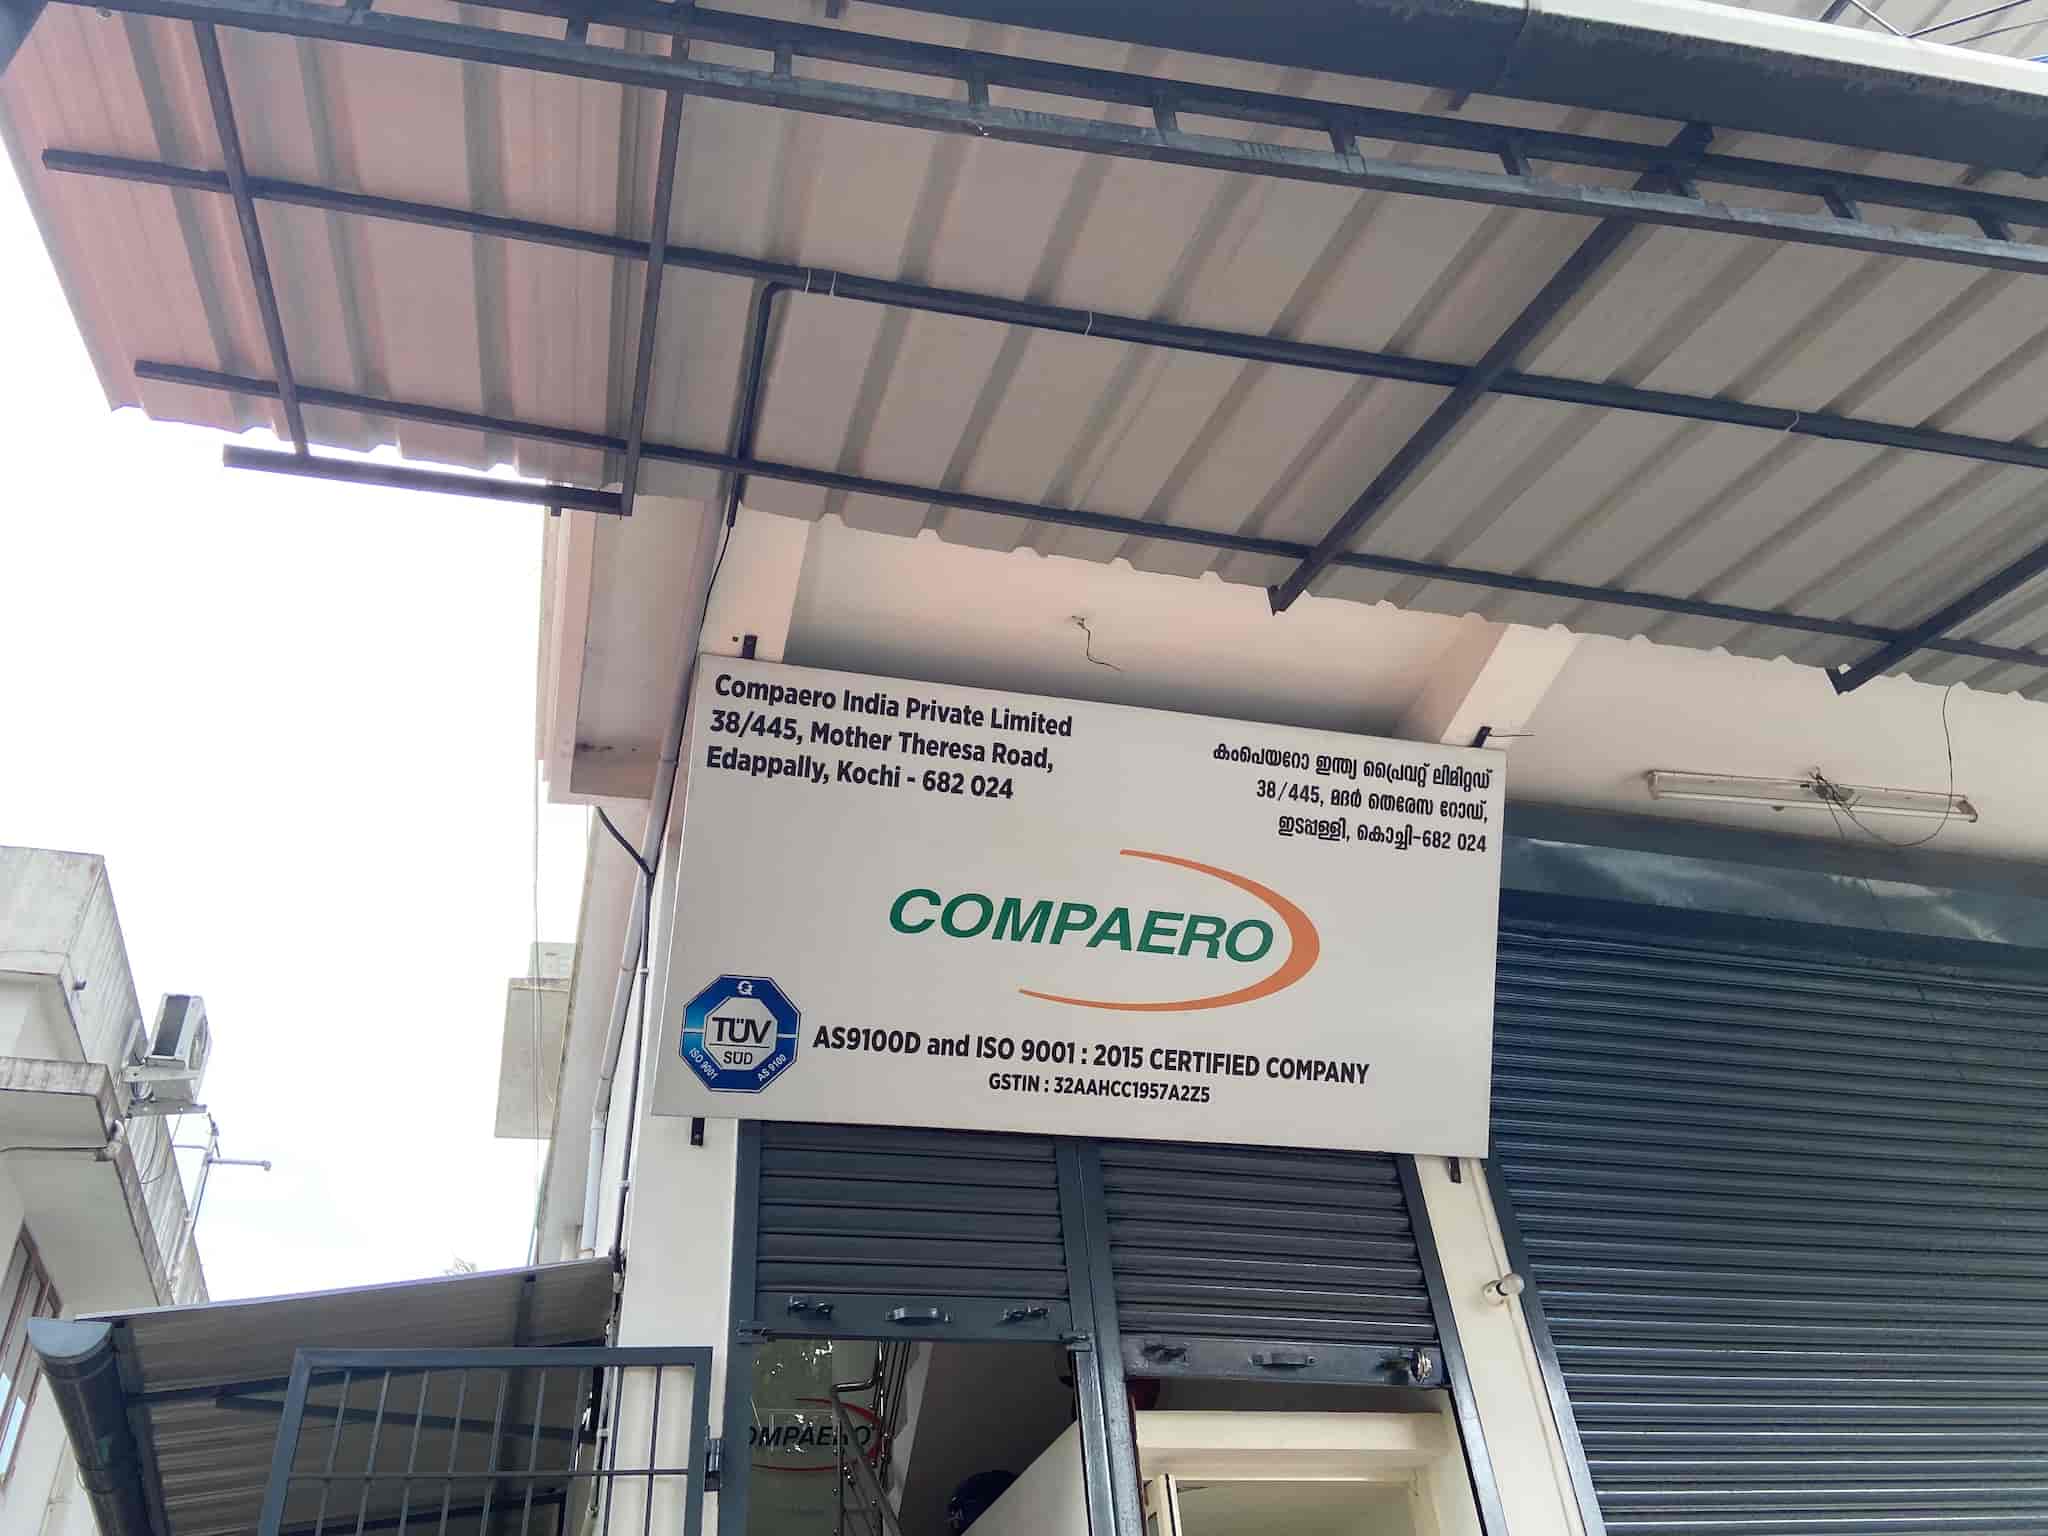 Compaero India Private Limited
38/445, Mother Theresa Road,
Edappally, Kochi - 682 024
കംപെയറോ ഇന്ത്യ പ്രൈവറ്റ് ലിമിറ്റഡ്
38/445, മദർ തെരേസ റോഡ്,
ഇടപ്പള്ളി, കൊച്ചി-682 024
COMPAERO
TÜV
SÜD
ISO 9001
AS 9100
AS9100D and ISO 9001 : 2015 CERTIFIED COMPANY
GSTIN : 32AAHCC1957A2Z5
OMPAERO